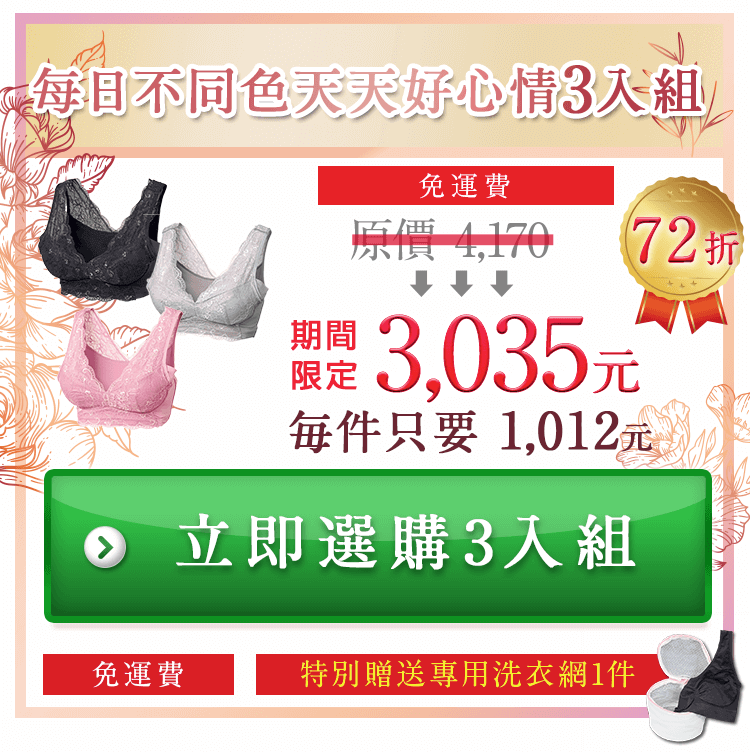 每日不同色天天好心情3入組
免運費
原價 4,170
72折
期間
限定
3,035元
每件只要 1,012元
立即選購3入組
免運費
特別贈送專用洗衣網1件